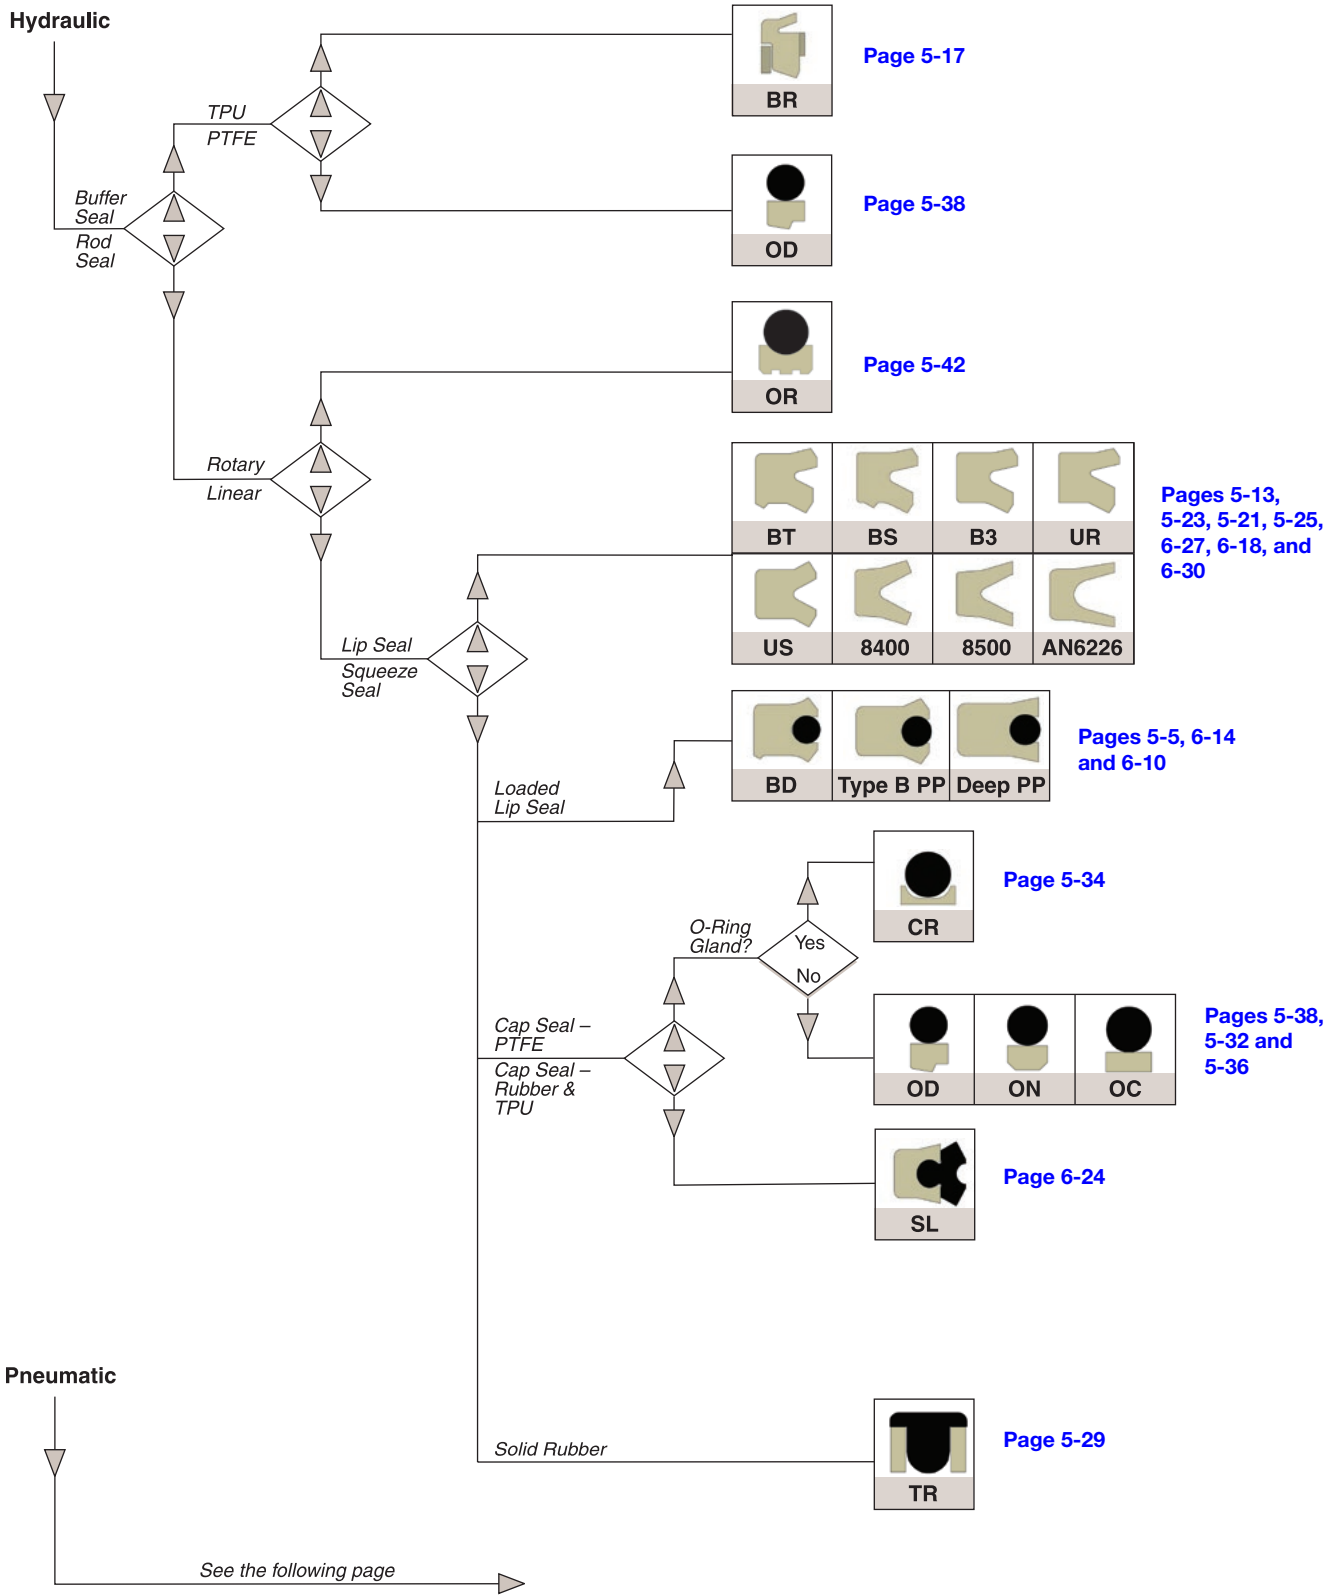 Hydraulic
BR
Page 5-17
TPU
PTFE
OD
Page 5-38
Buffer
Seal
Rod
Seal
OR
Page 5-42
Rotary
Linear
BT
BS
B3
UR
US
8400
8500
AN6226
Pages 5-13,
5-23, 5-21, 5-25,
6-27, 6-18, and
6-30
Lip Seal
Squeeze
Seal
BD
Type B PP
Deep PP
Pages 5-5, 6-14
and 6-10
Loaded
Lip Seal
CR
Page 5-34
O-Ring
Gland?
Yes
No
Cap Seal –
PTFE
Cap Seal –
Rubber &
TPU
OD
ON
OC
Pages 5-38,
5-32 and
5-36
SL
Page 6-24
Pneumatic
Solid Rubber
TR
Page 5-29
See the following page